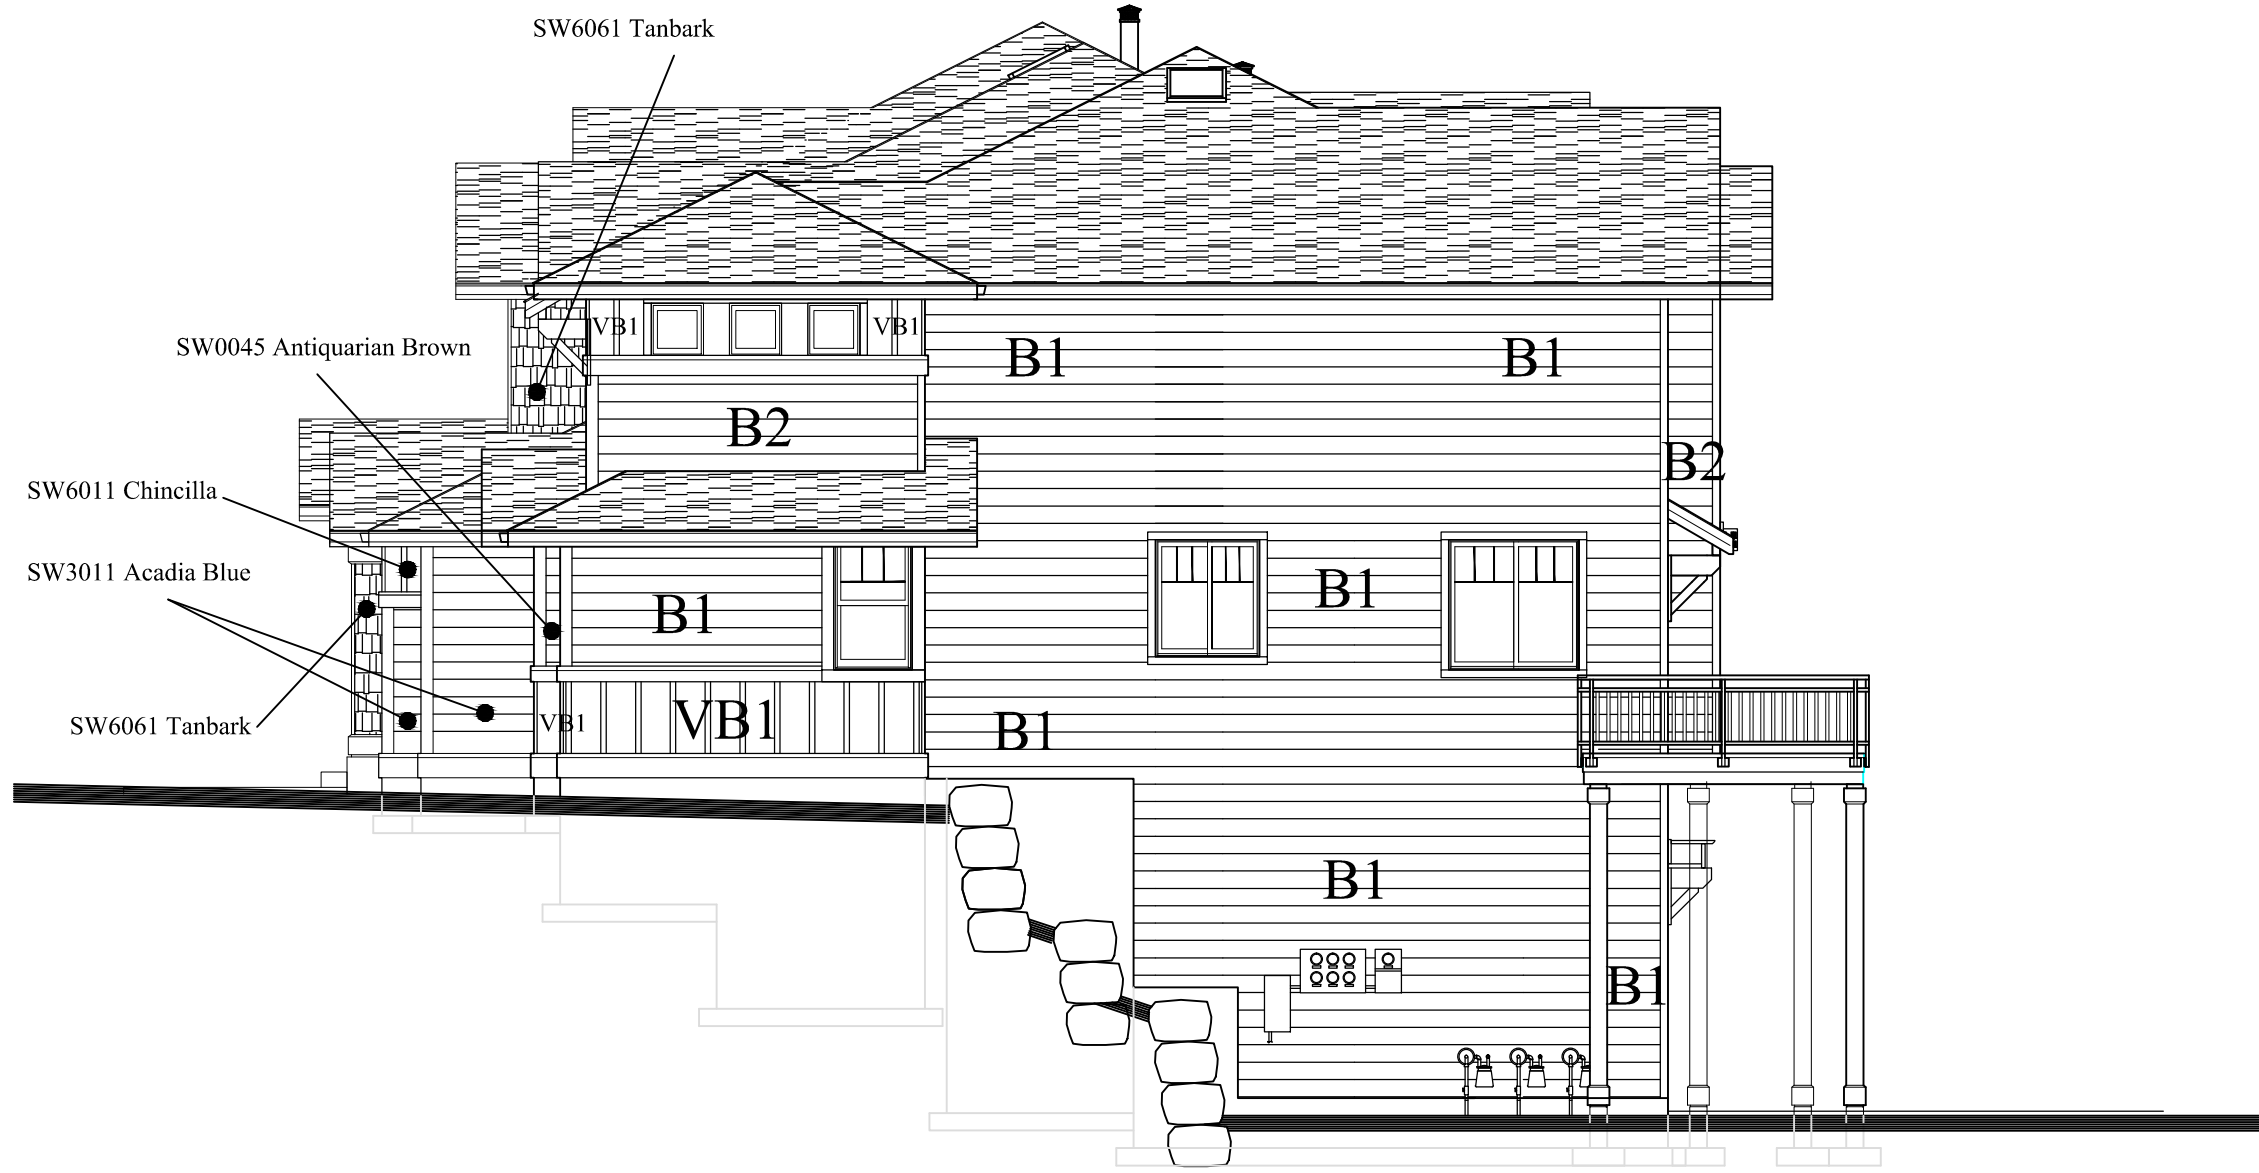 SW6061 Tanbark
VB1
VB1
SW0045 Antiquarian Brown
B1
B1
B2
B2
SW6011 Chincilla
SW3011 Acadia Blue
B1
B1
SW6061 Tanbark
VB1
VB1
B1
B1
B1